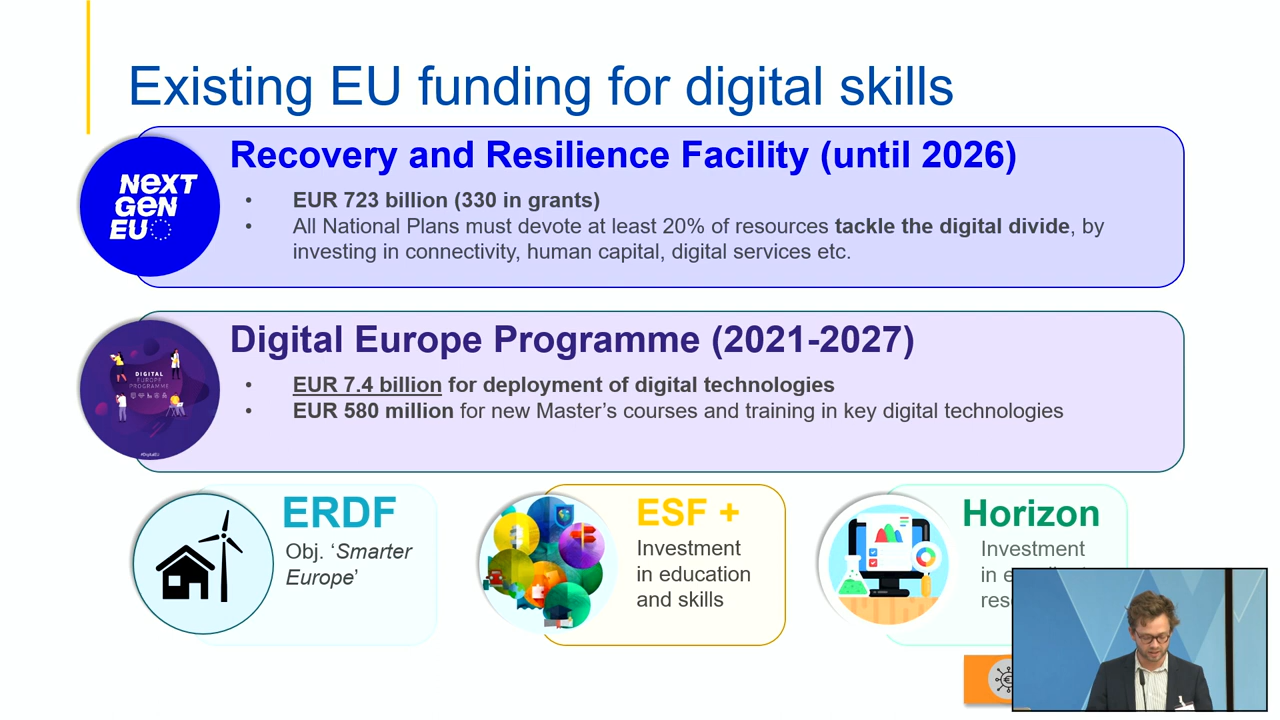 Existing EU funding for digital skills
NEXT
GEN
EU
Recovery and Resilience Facility (until 2026)
• EUR 723 billion (330 in grants)
• All National Plans must devote at least 20% of resources tackle the digital divide, by
investing in connectivity, human capital, digital services etc.
DIGITAL
EUROPE
PROGRAMME
#DigitalEU
Digital Europe Programme (2021-2027)
• EUR 7.4 billion for deployment of digital technologies
• EUR 580 million for new Master’s courses and training in key digital technologies
ERDF
Obj. ‘Smarter
Europe’
ESF +
Investment
in education
and skills
Horizon
Investment
in